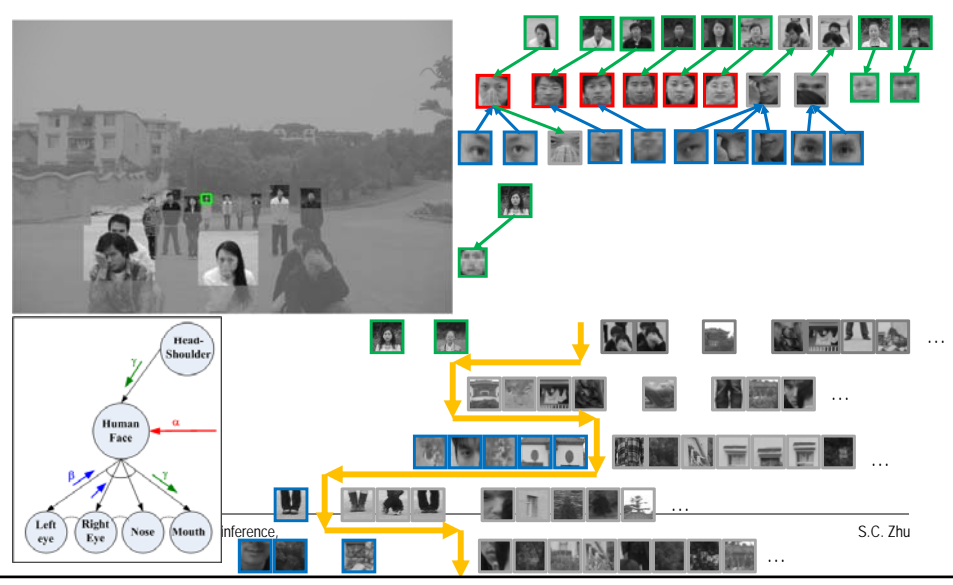 Head-
Shoulder
γ
Human
Face
α
β
γ
Left
eye
Right
Eye
Nose
Mouth
...
...
...
...
...
inference,
S.C. Zhu